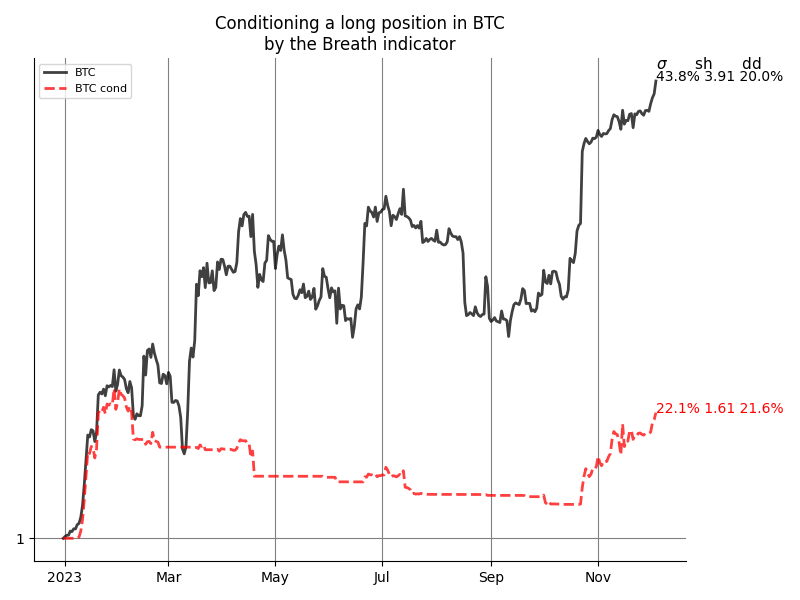 Conditioning a long position in BTC
by the Breath indicator
BTC
BTC cond
σ sh dd
43.8% 3.91 20.0%
22.1% 1.61 21.6%
1
2023 Mar May Jul Sep Nov